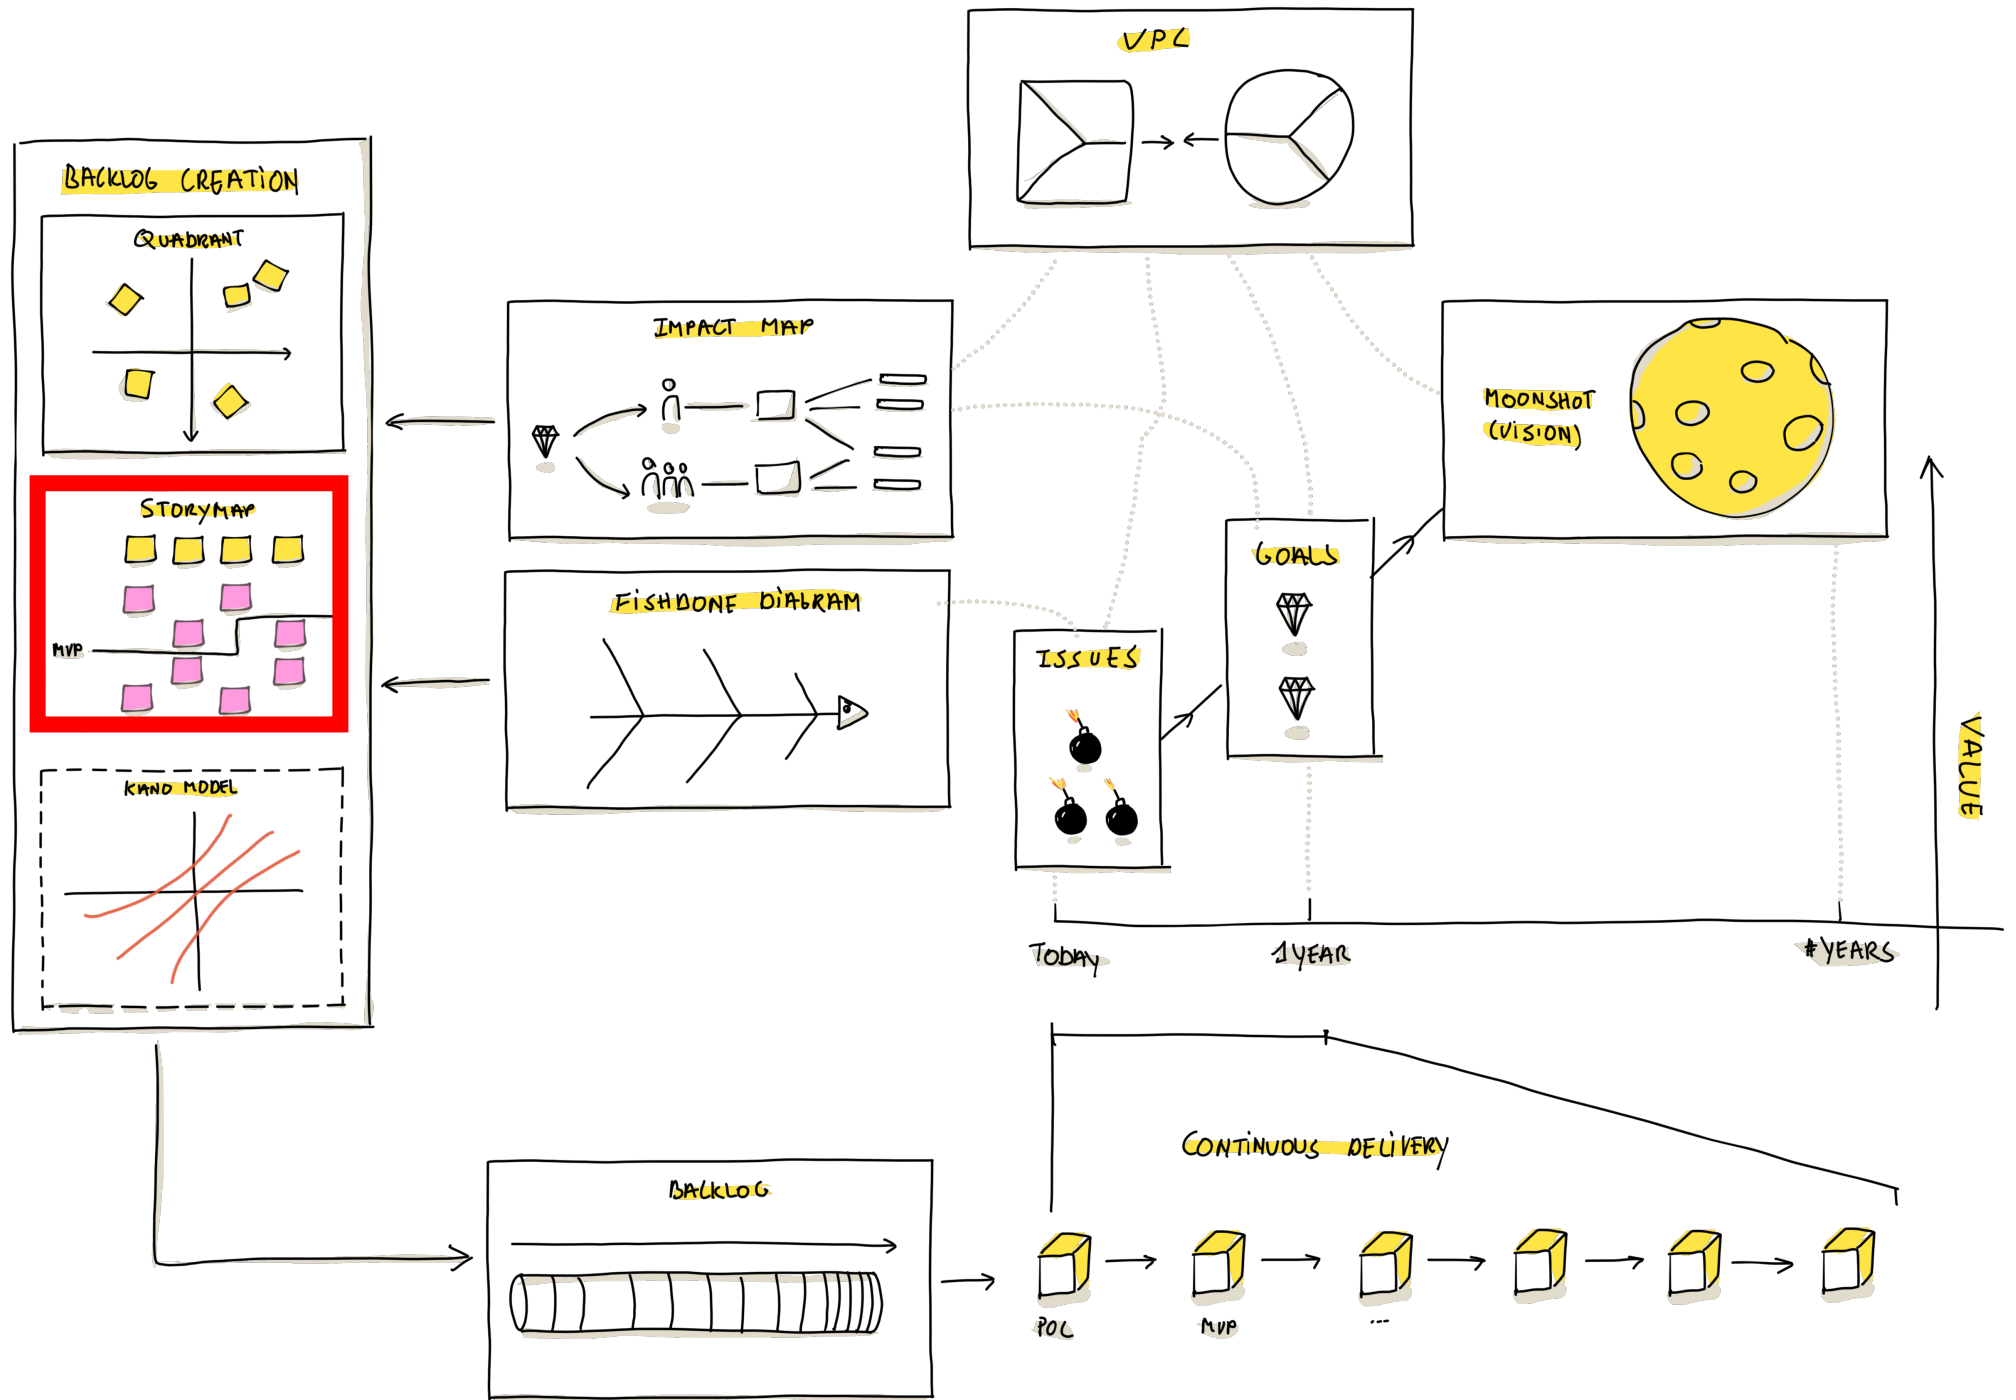 VPC
BACKLOG CREATION
QUADRANT
STORYMAP
MVP
KANO MODEL
IMPACT MAP
FISHBONE DIAGRAM
MOONSHOT
(VISION)
GOALS
ISSUES
VALUE
TODAY
1 YEAR
# YEARS
CONTINUOUS DELIVERY
BACKLOG
POC
MVP
...